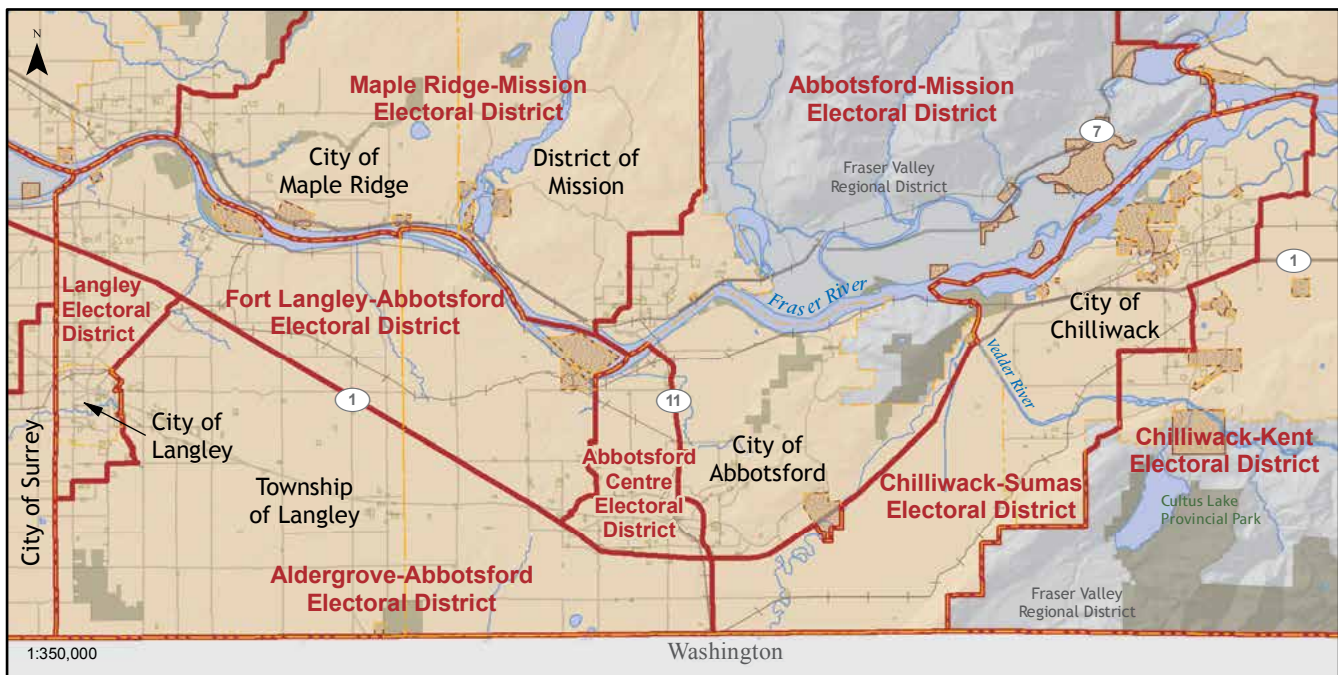 N
Maple Ridge-Mission
Electoral District
Abbotsford-Mission
Electoral District
7
City of
Maple Ridge
District of
Mission
Fraser Valley
Regional District
1
Langley
Electoral
District
Fort Langley-Abbotsford
Electoral District
Fraser River
City of
Chilliwack
Vedder River
1
11
City of
Langley
City of Surrey
Abbotsford
Centre
Electoral
District
City of
Abbotsford
Chilliwack-Kent
Electoral District
Chilliwack-Sumas
Electoral District
Township
of Langley
Cultus Lake
Provincial Park
Aldergrove-Abbotsford
Electoral District
Fraser Valley
Regional District
1:350,000
Washington